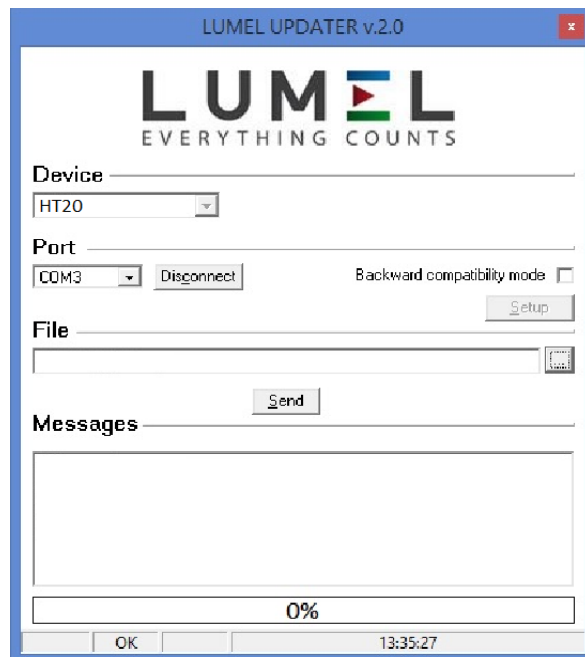 LUMEL UPDATER v.2.0
x
LUMEL
EVERYTHING COUNTS
Device
HT20
Port
COM3 Disconnect Backward compatibility mode
Setup
File
...
Send
Messages
0%
OK 13:35:27